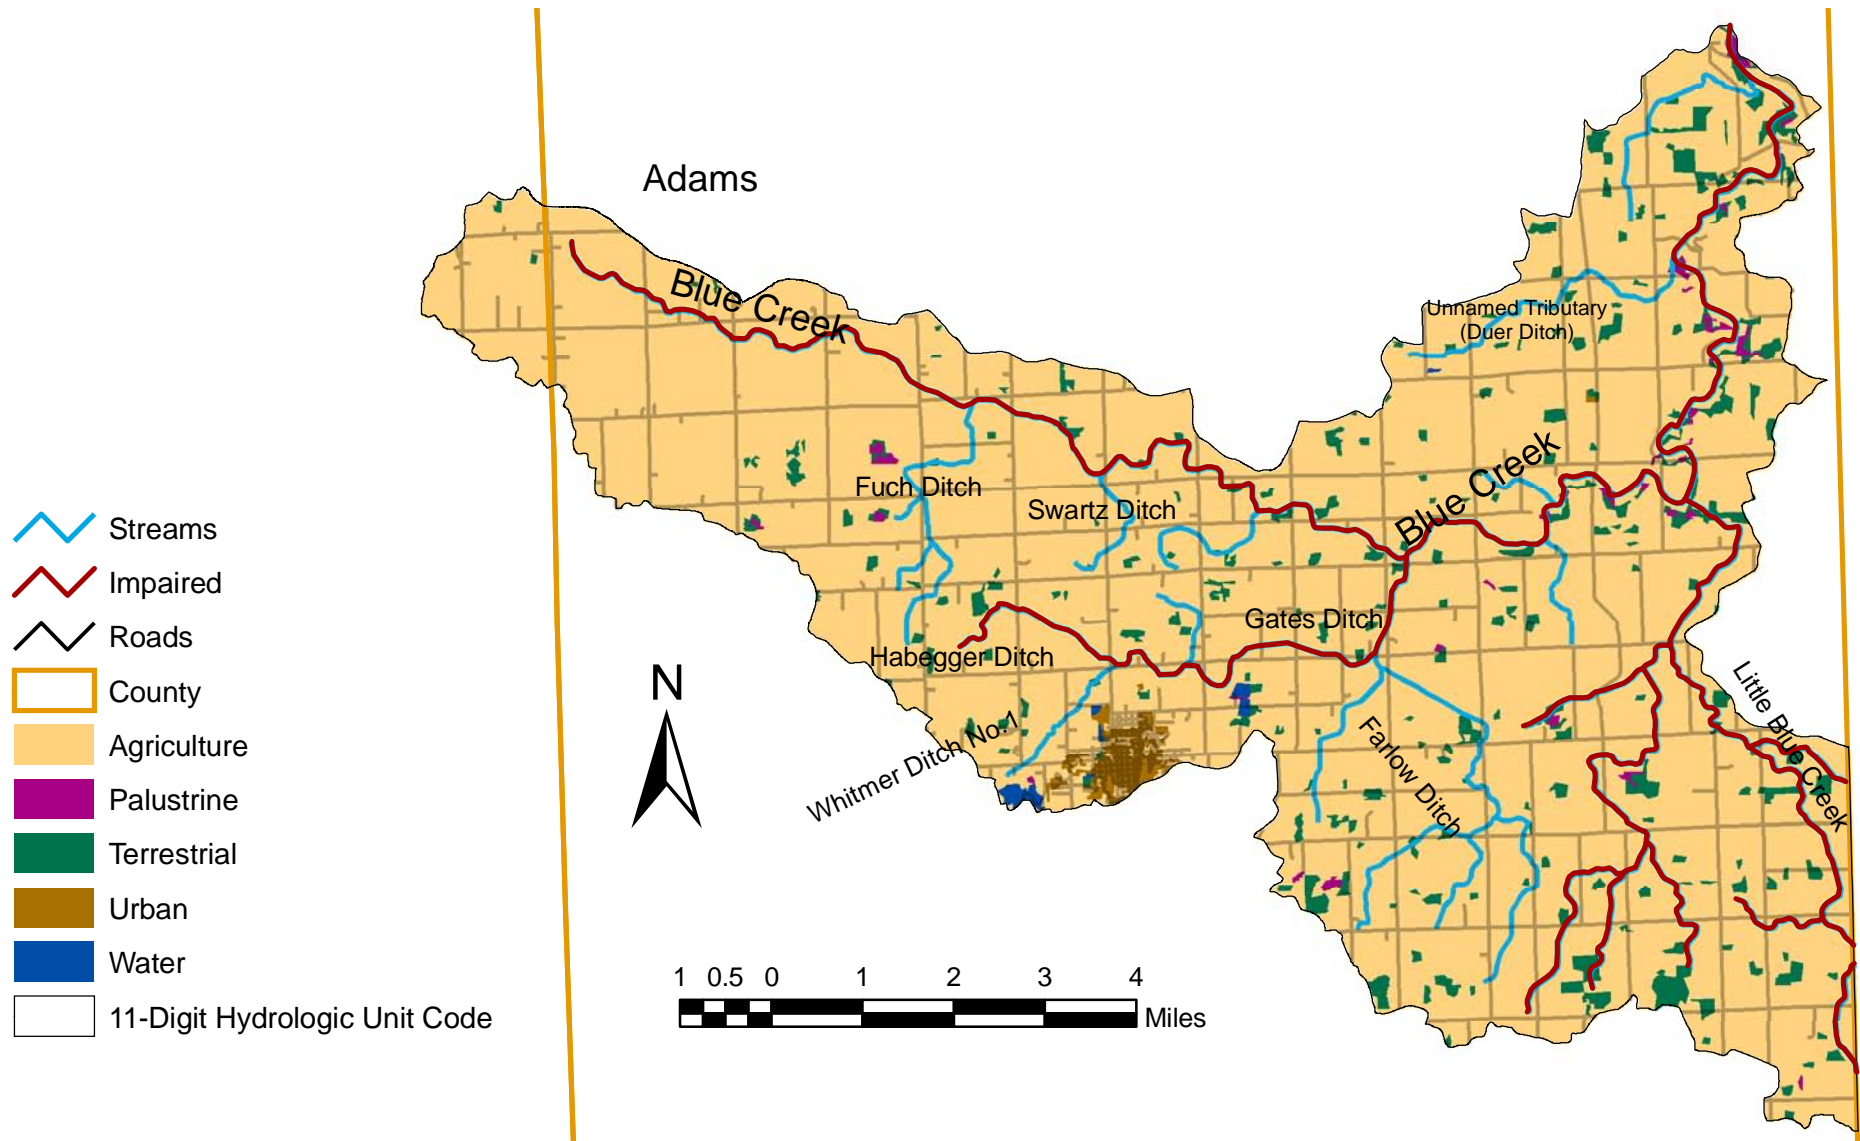 Adams
Blue Creek
Unnamed Tributary
(Duer Ditch)
Blue Creek
Fuch Ditch
Swartz Ditch
Gates Ditch
Habegger Ditch
Whitmer Ditch No.1
Farlow Ditch
Little Blue Creek
Streams
Impaired
Roads
County
Agriculture
Palustrine
Terrestrial
Urban
Water
11-Digit Hydrologic Unit Code
N
1 0.5 0 1 2 3 4
Miles